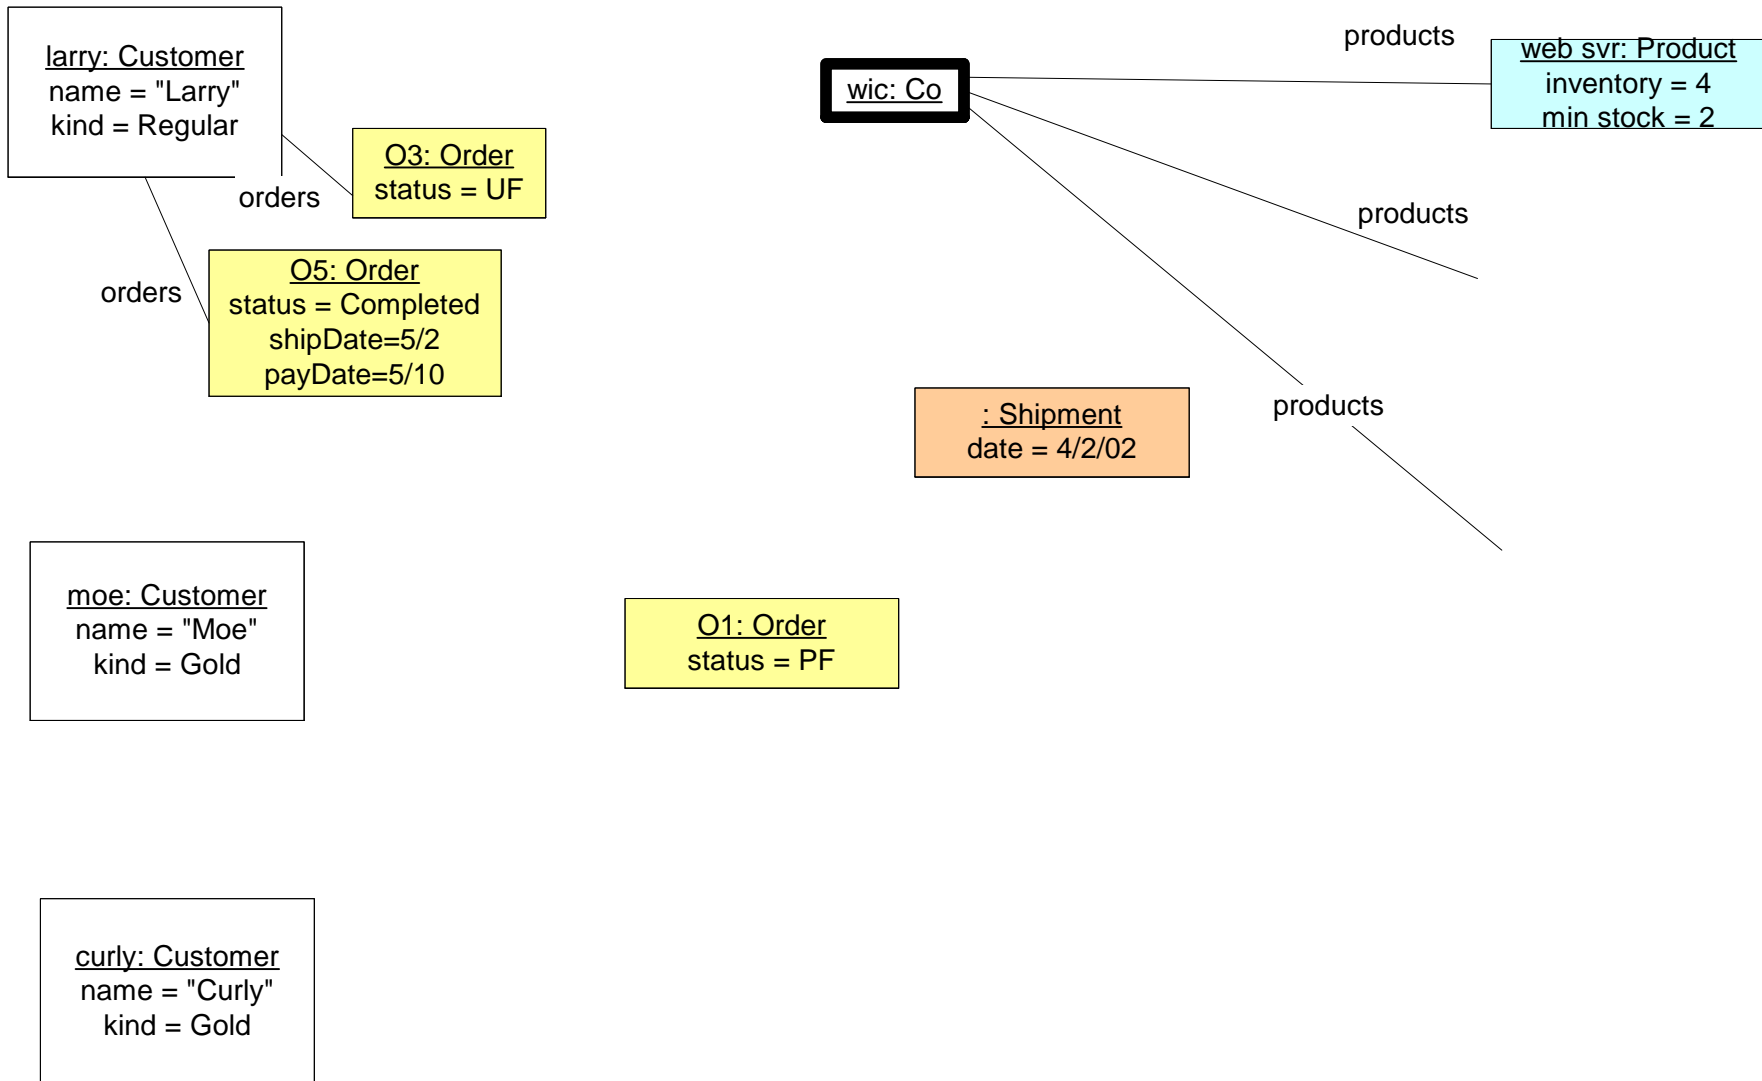 larry: Customer
name = "Larry"
kind = Regular
orders
O3: Order
status = UF
orders
O5: Order
status = Completed
shipDate=5/2
payDate=5/10
wic: Co
products
web svr: Product
inventory = 4
min stock = 2
products
products
: Shipment
date = 4/2/02
moe: Customer
name = "Moe"
kind = Gold
O1: Order
status = PF
curly: Customer
name = "Curly"
kind = Gold